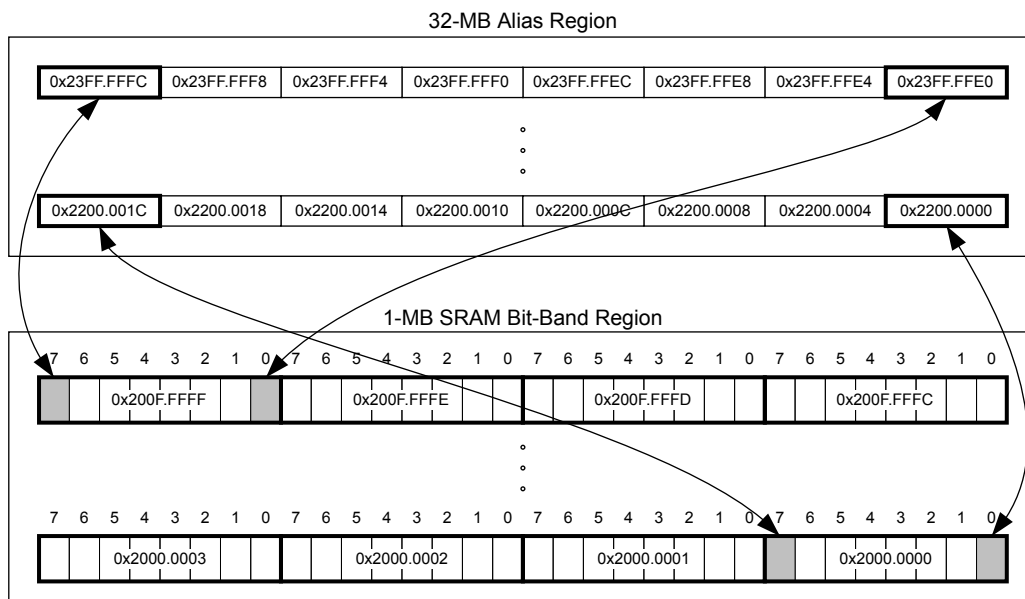 32-MB Alias Region
0x23FF.FFFC 0x23FF.FFF8 0x23FF.FFF4 0x23FF.FFF0 0x23FF.FFEC 0x23FF.FFE8 0x23FF.FFE4 0x23FF.FFE0
0x2200.001C 0x2200.0018 0x2200.0014 0x2200.0010 0x2200.000C 0x2200.0008 0x2200.0004 0x2200.0000
1-MB SRAM Bit-Band Region
7 6 5 4 3 2 1 0 7 6 5 4 3 2 1 0 7 6 5 4 3 2 1 0 7 6 5 4 3 2 1 0
0x200F.FFFF 0x200F.FFFE 0x200F.FFFD 0x200F.FFFC
7 6 5 4 3 2 1 0 7 6 5 4 3 2 1 0 7 6 5 4 3 2 1 0 7 6 5 4 3 2 1 0
0x2000.0003 0x2000.0002 0x2000.0001 0x2000.0000